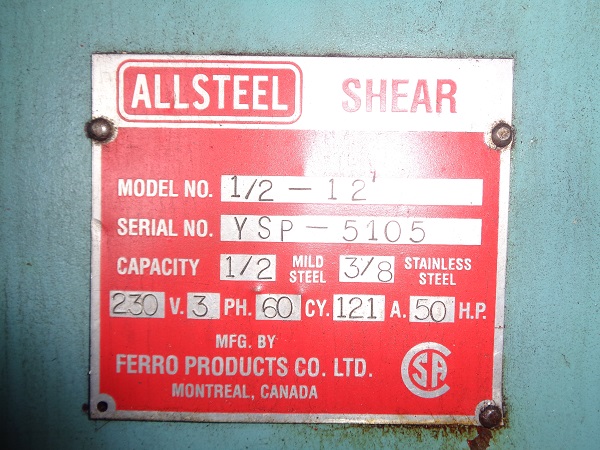 ALLSTEEL SHEAR
MODEL NO. 1/2-12'
SERIAL NO. YSP-5105
CAPACITY 1/2 MILD STEEL 3/8 STAINLESS STEEL
230 V. 3 PH. 60 CY. 121 A. 50 H.P.
MFG. BY
FERRO PRODUCTS CO. LTD.
MONTREAL, CANADA
CSA